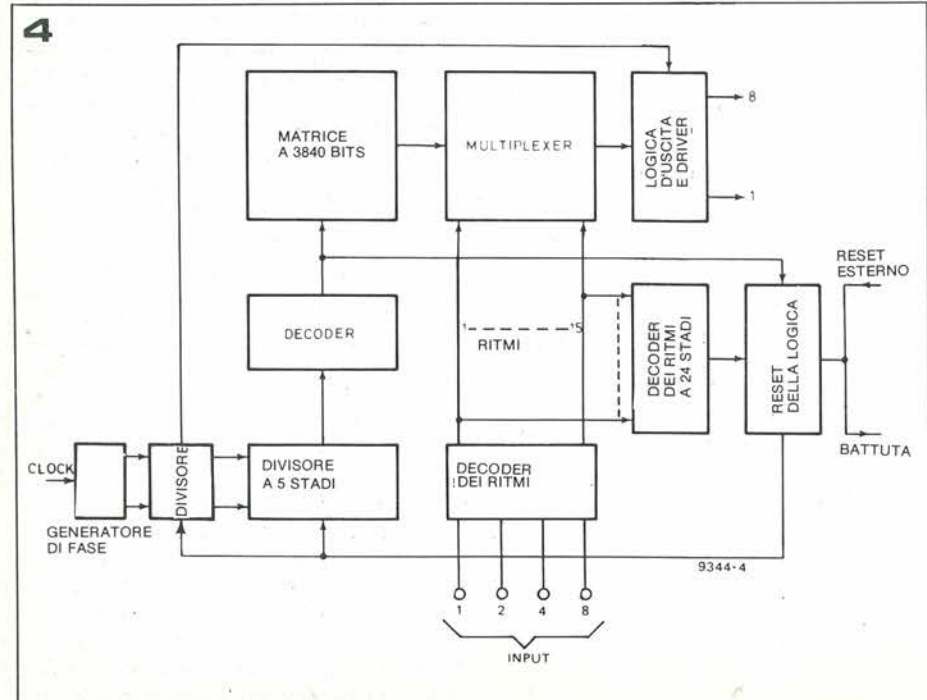 4
MATRICE
A 3840 BITS
MULTIPLEXER
LOGICA
D'USCITA
E DRIVER
8
1
RESET
ESTERNO
DECODER
1
15
RITMI
DECODER
DEI RITMI
A 24 STADI
RESET
DELLA LOGICA
BATTUTA
CLOCK
DIVISORE
DIVISORE
A 5 STADI
DECODER
DEI RITMI
GENERATORE
DI FASE
9344-4
1
2
4
8
INPUT